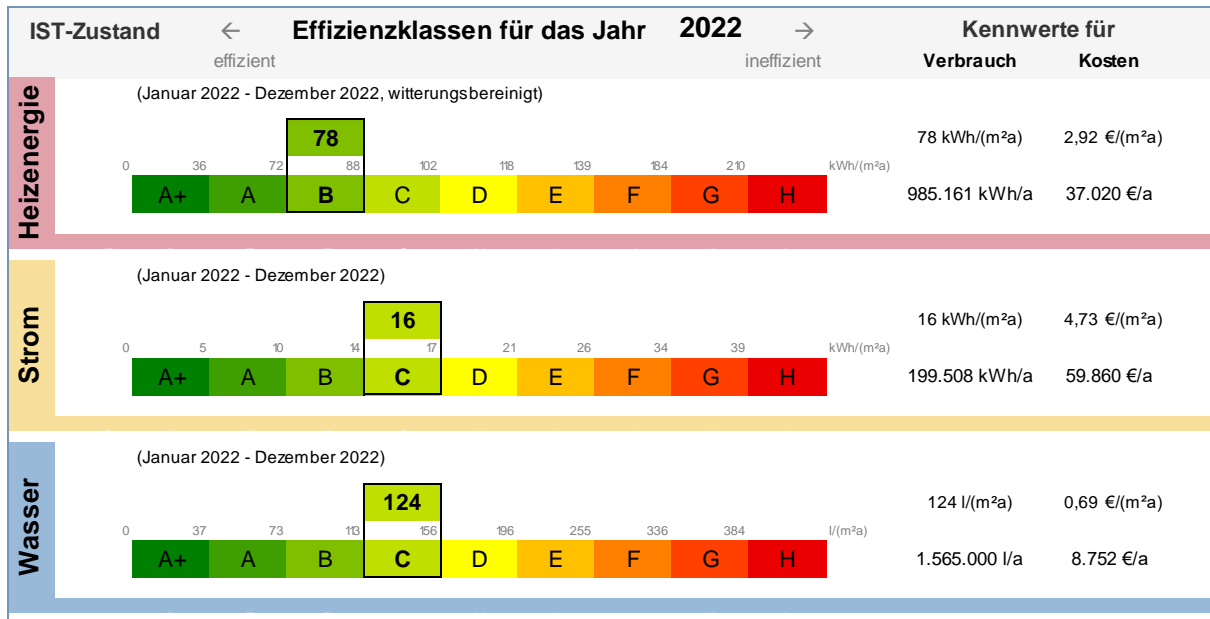 IST-Zustand ← Effizienzklassen für das Jahr 2022 → Kennwerte für
effizient ineffizient Verbrauch Kosten
Heizenergie
(Januar 2022 - Dezember 2022, witterungsbereinigt)
78 78 kWh/(m²a) 2,92 €/(m²a)
0 36 72 88 102 118 139 184 210 kWh/(m²a)
A+ A B C D E F G H 985.161 kWh/a 37.020 €/a
Strom
(Januar 2022 - Dezember 2022)
16 16 kWh/(m²a) 4,73 €/(m²a)
0 5 10 14 17 21 26 34 39 kWh/(m²a)
A+ A B C D E F G H 199.508 kWh/a 59.860 €/a
Wasser
(Januar 2022 - Dezember 2022)
124 124 l/(m²a) 0,69 €/(m²a)
0 37 73 113 156 196 255 336 384 l/(m²a)
A+ A B C D E F G H 1.565.000 l/a 8.752 €/a